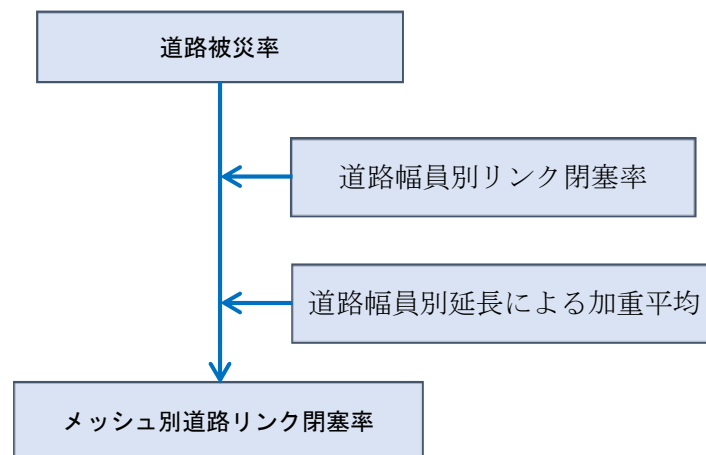 道路被災率
道路幅員別リンク閉塞率
道路幅員別延長による加重平均
メッシュ別道路リンク閉塞率